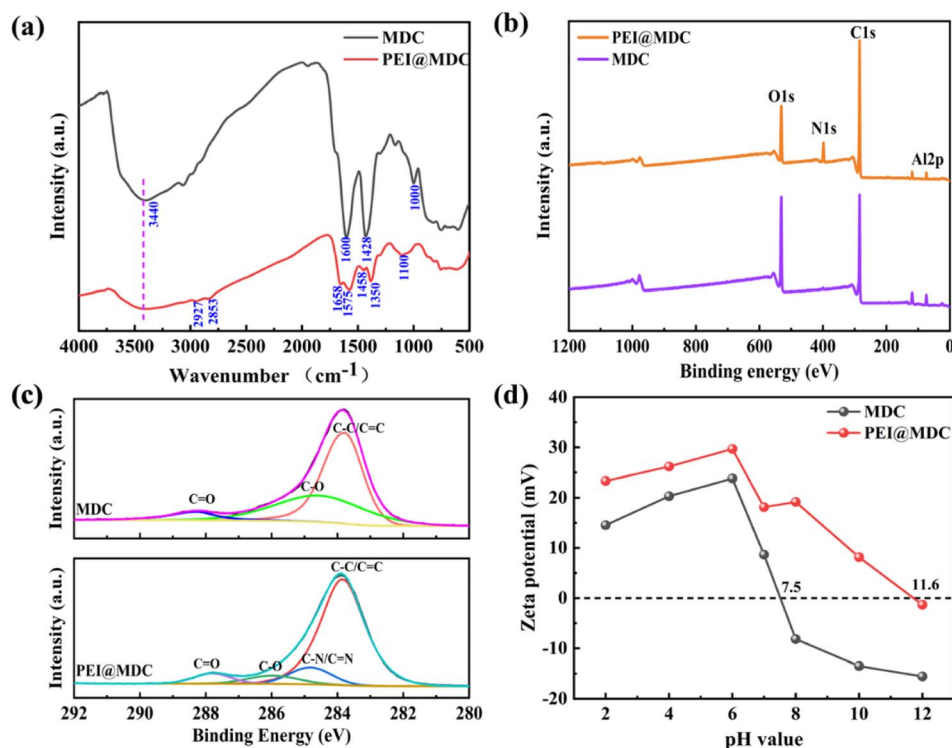 (a)
MDC
PEI@MDC
Intensity (a.u.)
3440
2927
2853
1658
1600
1575
1458
1428
1350
1100
1000
4000 3500 3000 2500 2000 1500 1000 500
Wavenumber （cm-1）
(b)
PEI@MDC
MDC
C1s
O1s
N1s
Al2p
Intensity (a.u.)
1200 1000 800 600 400 200 0
Binding energy (eV)
(c)
Intensity (a.u.)
C-C/C=C
C-O
C=O
MDC
Intensity (a.u.)
C-C/C=C
C=O
C-O
C-N/C=N
PEI@MDC
292 290 288 286 284 282 280
Binding Energy (eV)
(d)
MDC
PEI@MDC
Zeta potential (mV)
40
30
20
10
0
-10
-20
7.5
11.6
2 4 6 8 10 12
pH value